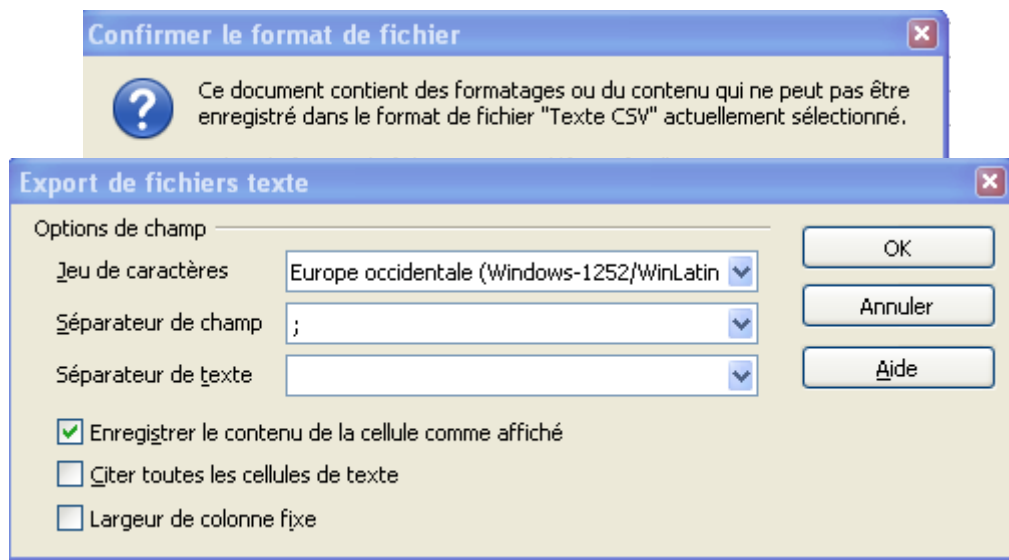 Confirmer le format de fichier
Ce document contient des formatages ou du contenu qui ne peut pas être
enregistré dans le format de fichier "Texte CSV" actuellement sélectionné.
Export de fichiers texte
Options de champ
Jeu de caractères
Europe occidentale (Windows-1252/WinLatin
OK
Séparateur de champ
;
Annuler
Séparateur de texte
Aide
Enregistrer le contenu de la cellule comme affiché
Citer toutes les cellules de texte
Largeur de colonne fixe